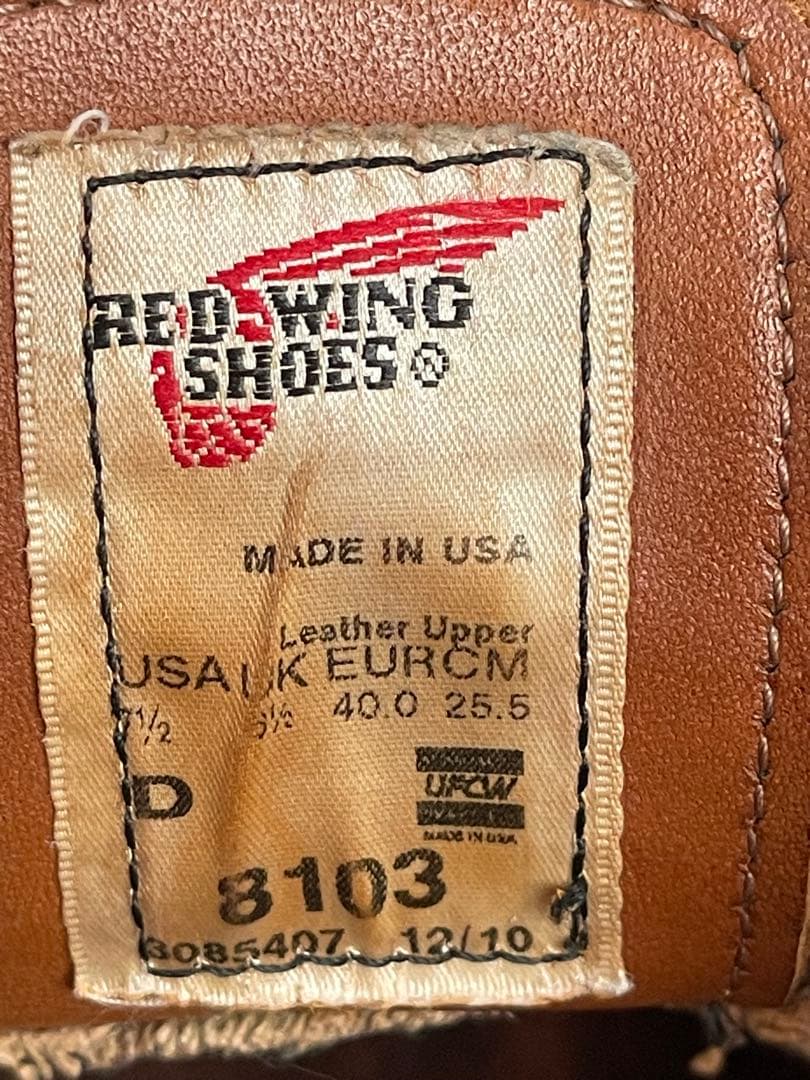 RED WING
SHOES®
MADE IN USA
Leather Upper
USA UK EUR CM
7½ 6½ 40.0 25.5
D
UFCW
MADE IN USA
8103
3085407 12/10